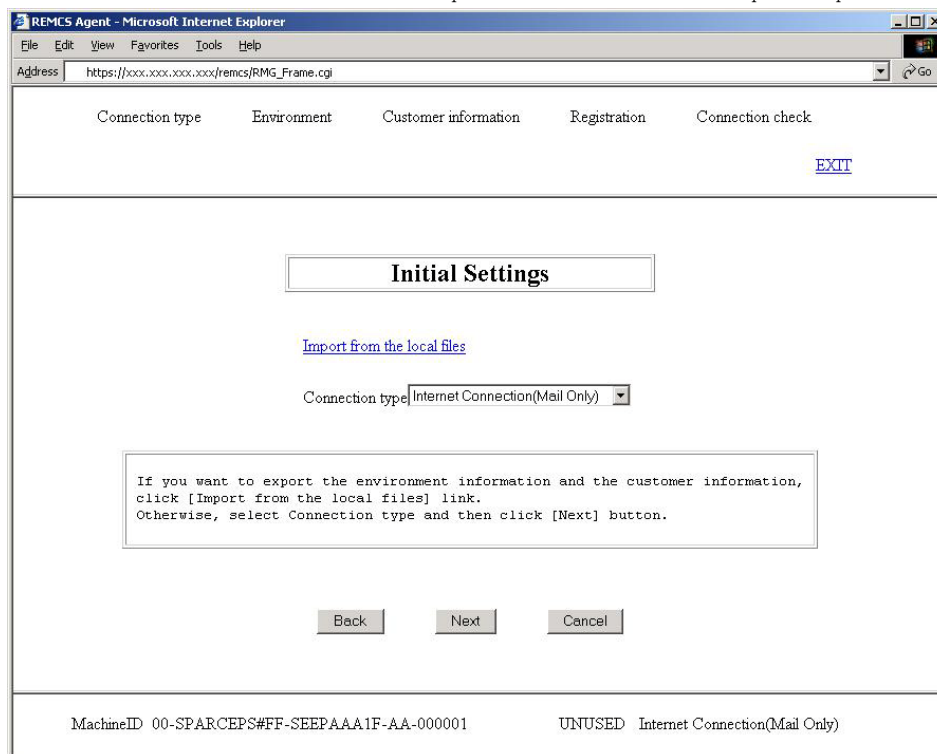 REMCS Agent - Microsoft Internet Explorer
File Edit View Favorites Tools Help
Address https://xxx.xxx.xxx.xxx/remcs/RMG_Frame.cgi Go
Connection type Environment Customer information Registration Connection check
EXIT
Initial Settings
Import from the local files
Connection type Internet Connection(Mail Only)
If you want to export the environment information and the customer information,
click [Import from the local files] link.
Otherwise, select Connection type and then click [Next] button.
Back Next Cancel
MachineID 00-SPARCEPS#FF-SEEPAAA1F-AA-000001 UNUSED Internet Connection(Mail Only)